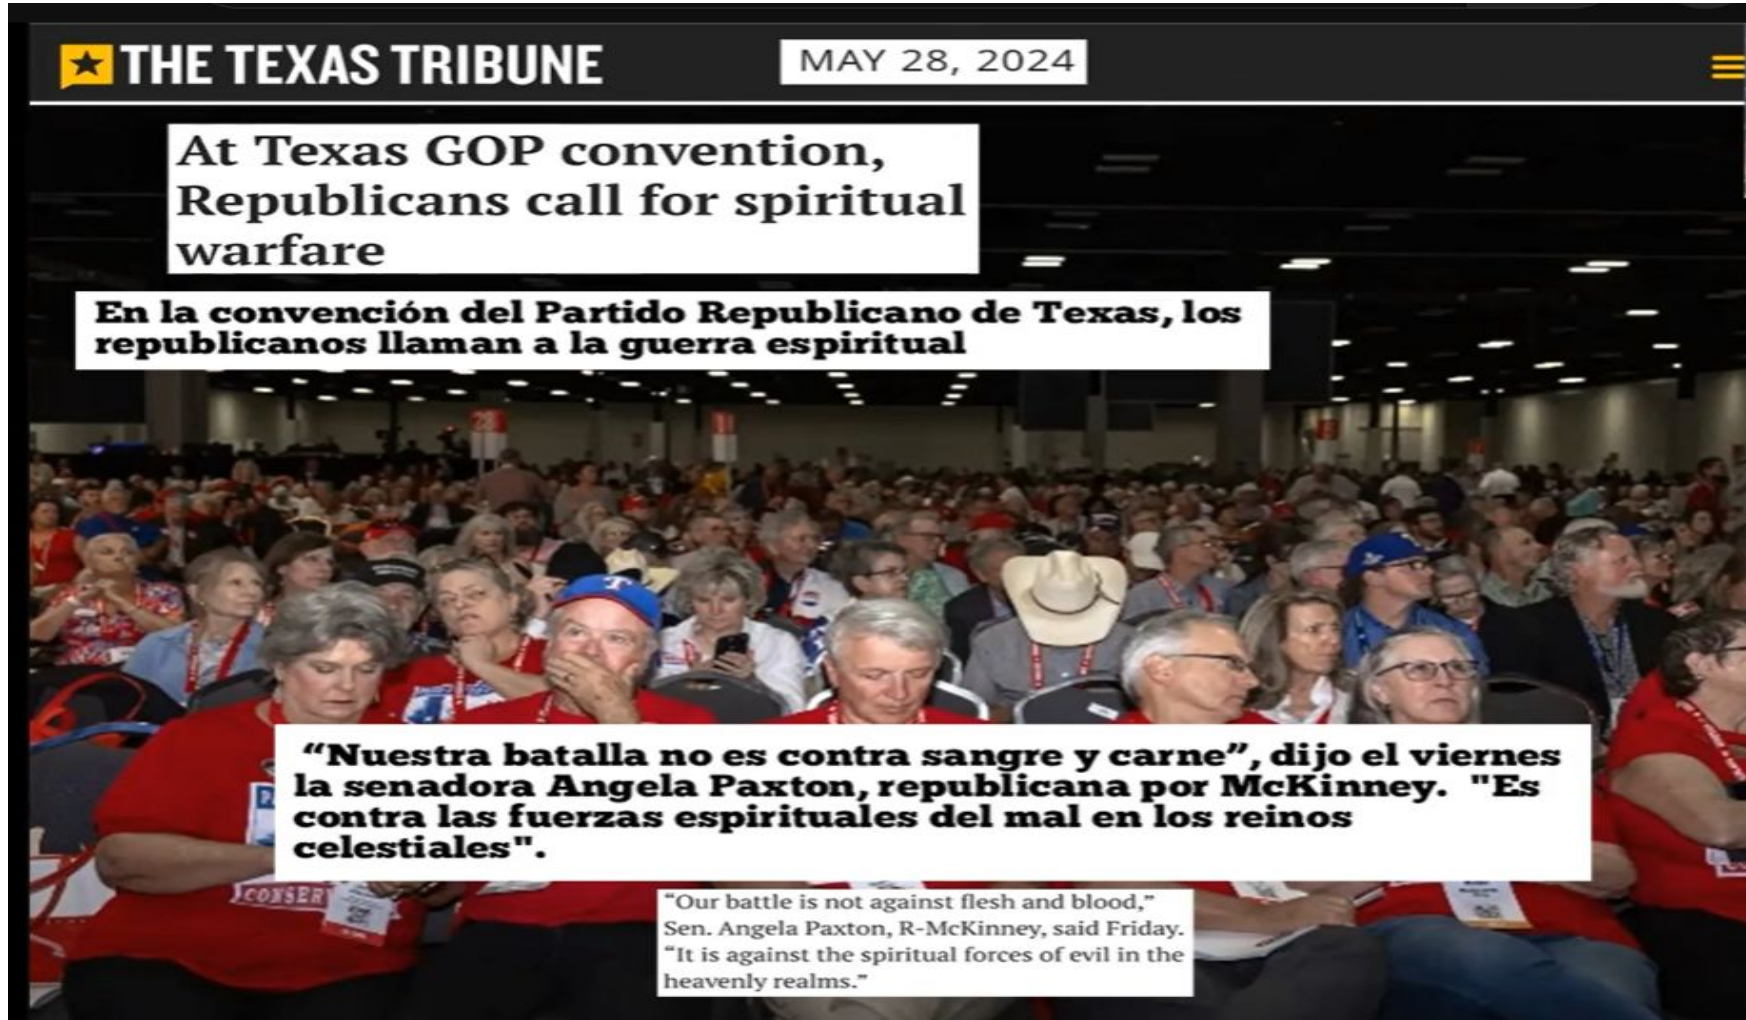 THE TEXAS TRIBUNE
MAY 28, 2024
At Texas GOP convention,
Republicans call for spiritual
warfare
En la convención del Partido Republicano de Texas, los
republicanos llaman a la guerra espiritual
28
11
T
“Nuestra batalla no es contra sangre y carne”, dijo el viernes
la senadora Angela Paxton, republicana por McKinney. "Es
contra las fuerzas espirituales del mal en los reinos
celestiales".
CONSER
“Our battle is not against flesh and blood,”
Sen. Angela Paxton, R-McKinney, said Friday.
“It is against the spiritual forces of evil in the
heavenly realms.”